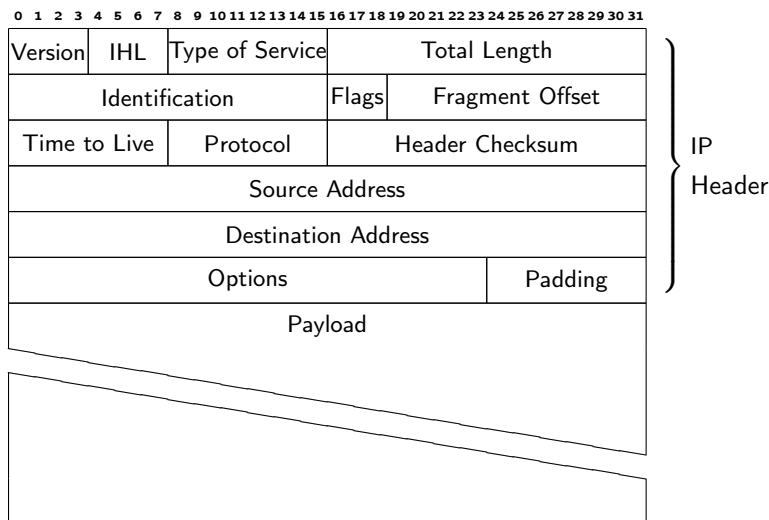 0 1 2 3 4 5 6 7 8 9 10 11 12 13 14 15 16 17 18 19 20 21 22 23 24 25 26 27 28 29 30 31
Version IHL Type of Service Total Length
Identification Flags Fragment Offset
Time to Live Protocol Header Checksum
Source Address
Destination Address
Options Padding
Payload
IP
Header